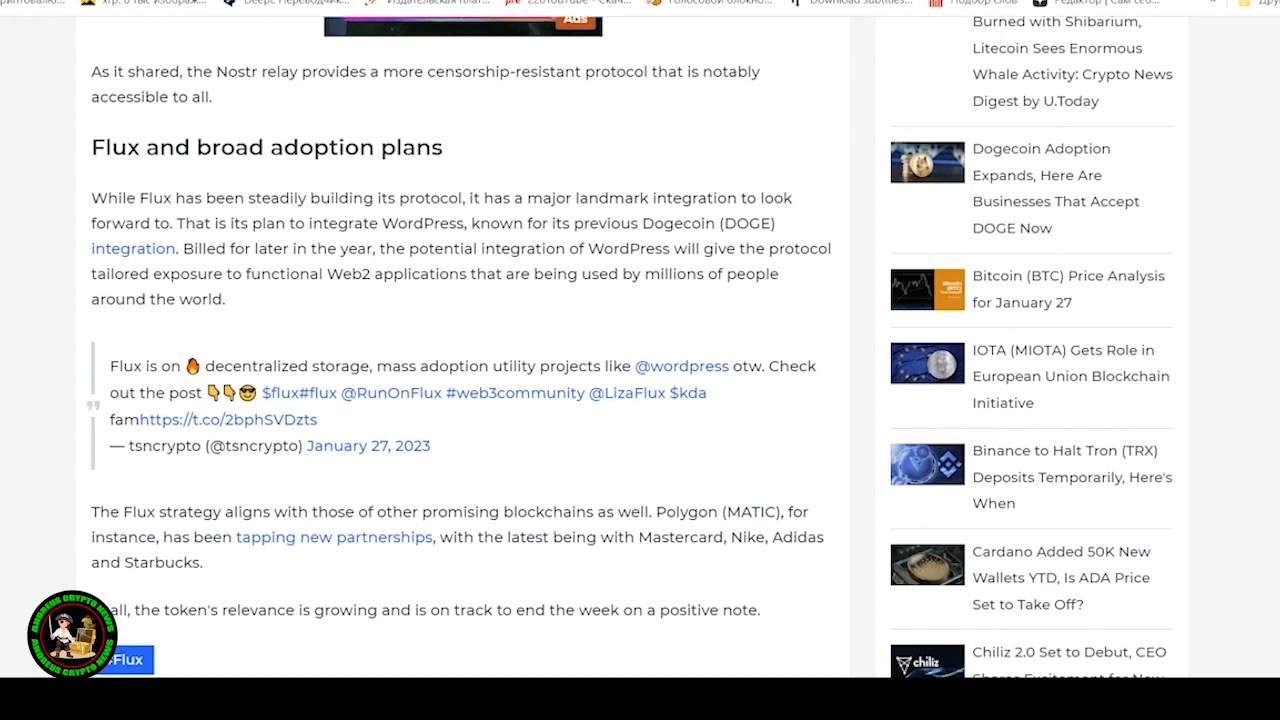 Ads
As it shared, the Nostr relay provides a more censorship-resistant protocol that is notably
accessible to all.
Flux and broad adoption plans
While Flux has been steadily building its protocol, it has a major landmark integration to look
forward to. That is its plan to integrate WordPress, known for its previous Dogecoin (DOGE)
integration. Billed for later in the year, the potential integration of WordPress will give the protocol
tailored exposure to functional Web2 applications that are being used by millions of people
around the world.
Flux is on 🔥 decentralized storage, mass adoption utility projects like @wordpress otw. Check
out the post 👇👇😎 $flux#flux @RunOnFlux #web3community @LizaFlux $kda
famhttps://t.co/2bphSVDzts
— tsncrypto (@tsncrypto) January 27, 2023
The Flux strategy aligns with those of other promising blockchains as well. Polygon (MATIC), for
instance, has been tapping new partnerships, with the latest being with Mastercard, Nike, Adidas
and Starbucks.
all, the token's relevance is growing and is on track to end the week on a positive note.
#Flux
ANDREUS CRYPTO NEWS
ANDREUS CRYPTO NEWS
Burned with Shibarium,
Litecoin Sees Enormous
Whale Activity: Crypto News
Digest by U.Today
Dogecoin Adoption
Expands, Here Are
Businesses That Accept
DOGE Now
Bitcoin (BTC) Price Analysis
for January 27
IOTA (MIOTA) Gets Role in
European Union Blockchain
Initiative
Binance to Halt Tron (TRX)
Deposits Temporarily, Here's
When
Cardano Added 50K New
Wallets YTD, Is ADA Price
Set to Take Off?
chiliz
Chiliz 2.0 Set to Debut, CEO